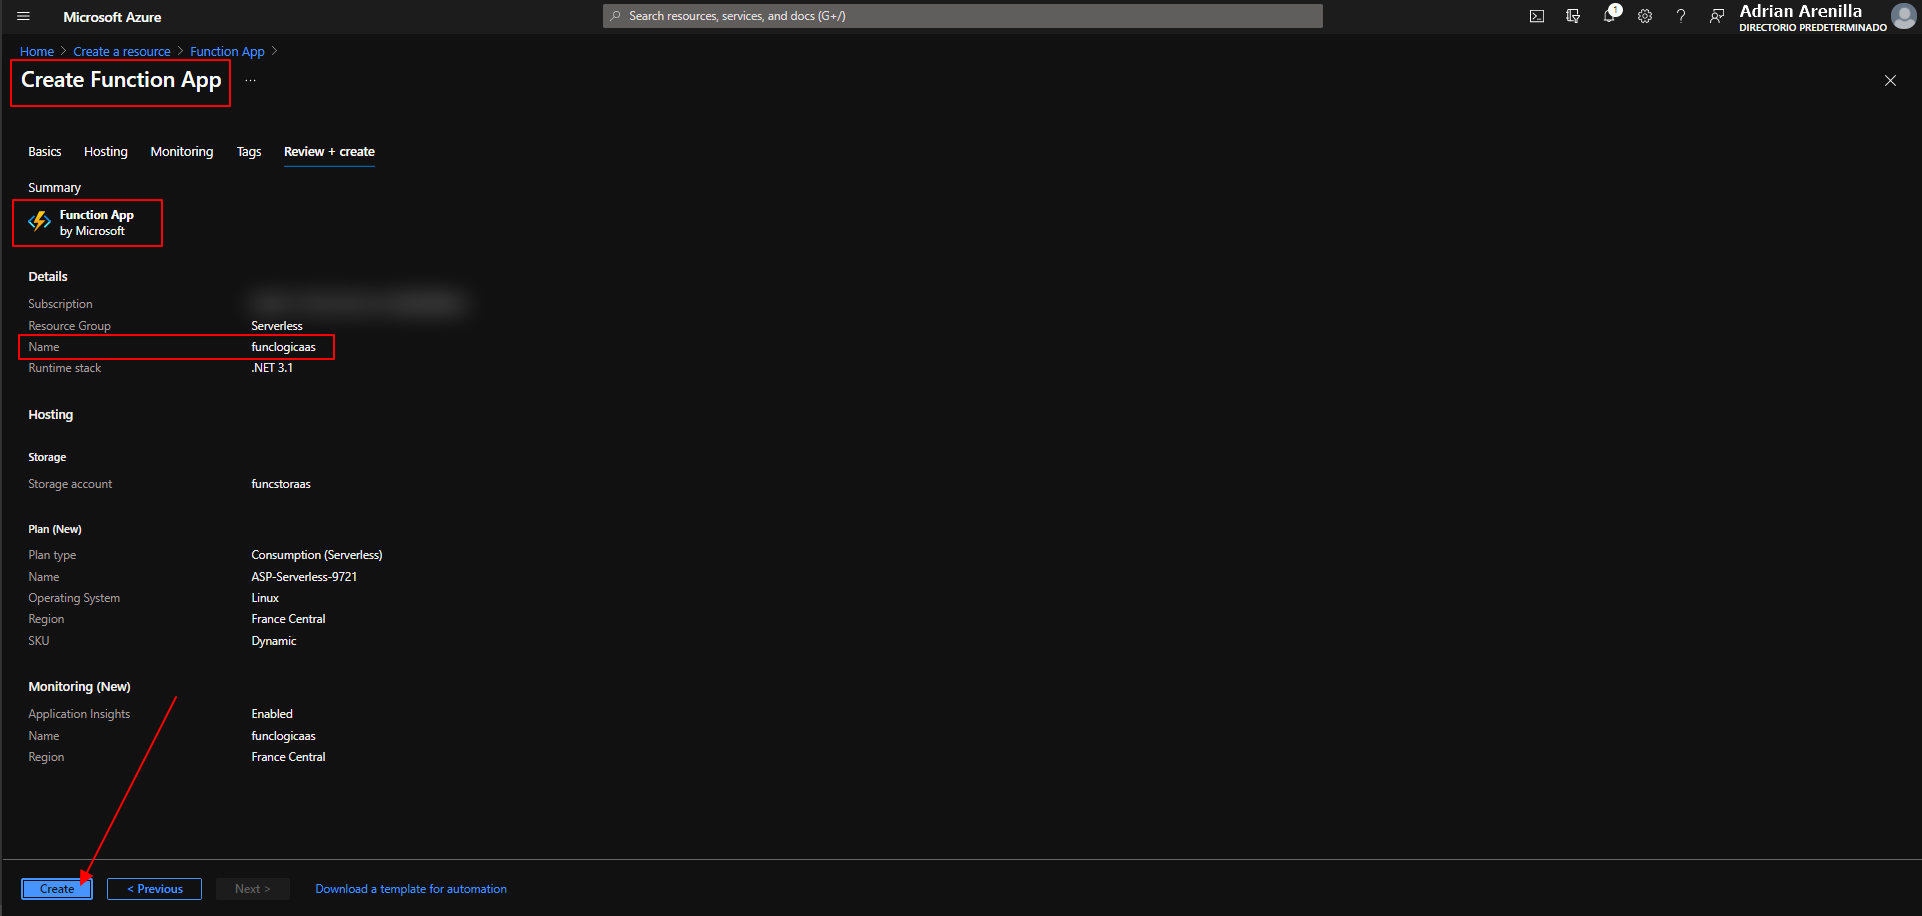 Microsoft Azure
Search resources, services, and docs (G+/)
1
?
Adrian Arenilla
DIRECTORIO PREDETERMINADO
Home > Create a resource > Function App >
Create Function App ...
Basics Hosting Monitoring Tags Review + create
Summary
Function App
by Microsoft
Details
Subscription
Resource Group Serverless
Name funclogicaas
Runtime stack .NET 3.1
Hosting
Storage
Storage account funcstoraas
Plan (New)
Plan type Consumption (Serverless)
Name ASP-Serverless-9721
Operating System Linux
Region France Central
SKU Dynamic
Monitoring (New)
Application Insights Enabled
Name funclogicaas
Region France Central
Create < Previous Next > Download a template for automation